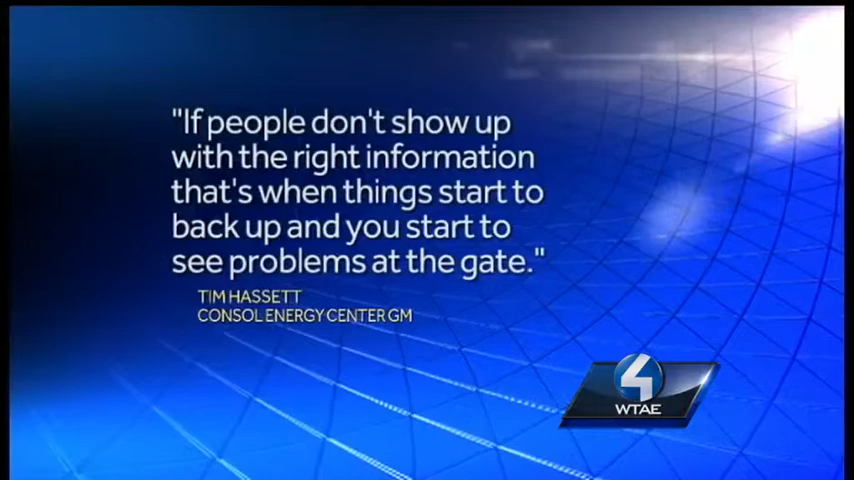 "If people don't show up
with the right information
that's when things start to
back up and you start to
see problems at the gate."
TIM HASSETT
CONSOL ENERGY CENTER GM
4
WTAE